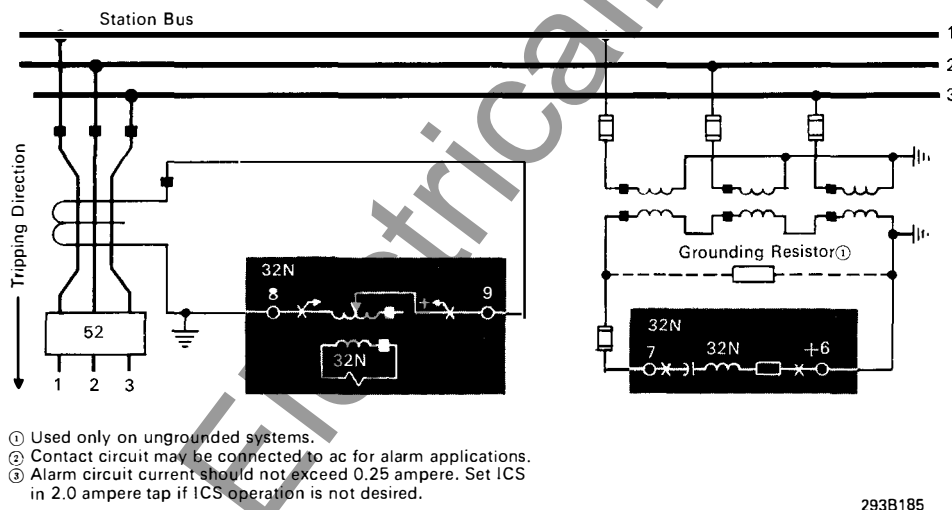 Station Bus
1
2
3
Tripping Direction
Grounding Resistor①
32N
8
+
9
32N
52
1 2 3
32N
7
32N
+6
① Used only on ungrounded systems.
② Contact circuit may be connected to ac for alarm applications.
③ Alarm circuit current should not exceed 0.25 ampere. Set ICS
in 2.0 ampere tap if ICS operation is not desired.
293B185
Electrical